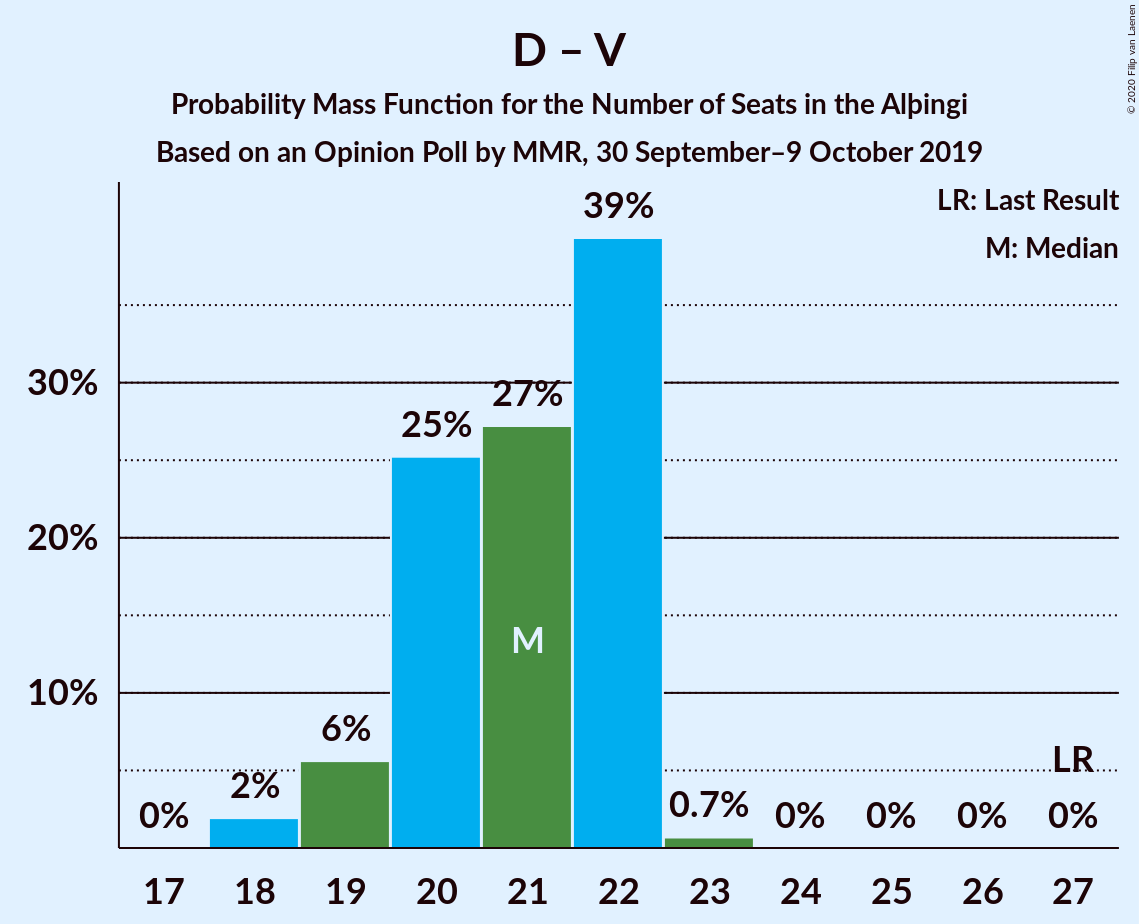 D – V
Probability Mass Function for the Number of Seats in the Alþingi
Based on an Opinion Poll by MMR, 30 September–9 October 2019
© 2020 Filip van Laenen
LR: Last Result
M: Median
39%
30%
27%
25%
20%
M
10%
6%
LR
2%
0%
0.7%
0%
0%
0%
0%
17 18 19 20 21 22 23 24 25 26 27